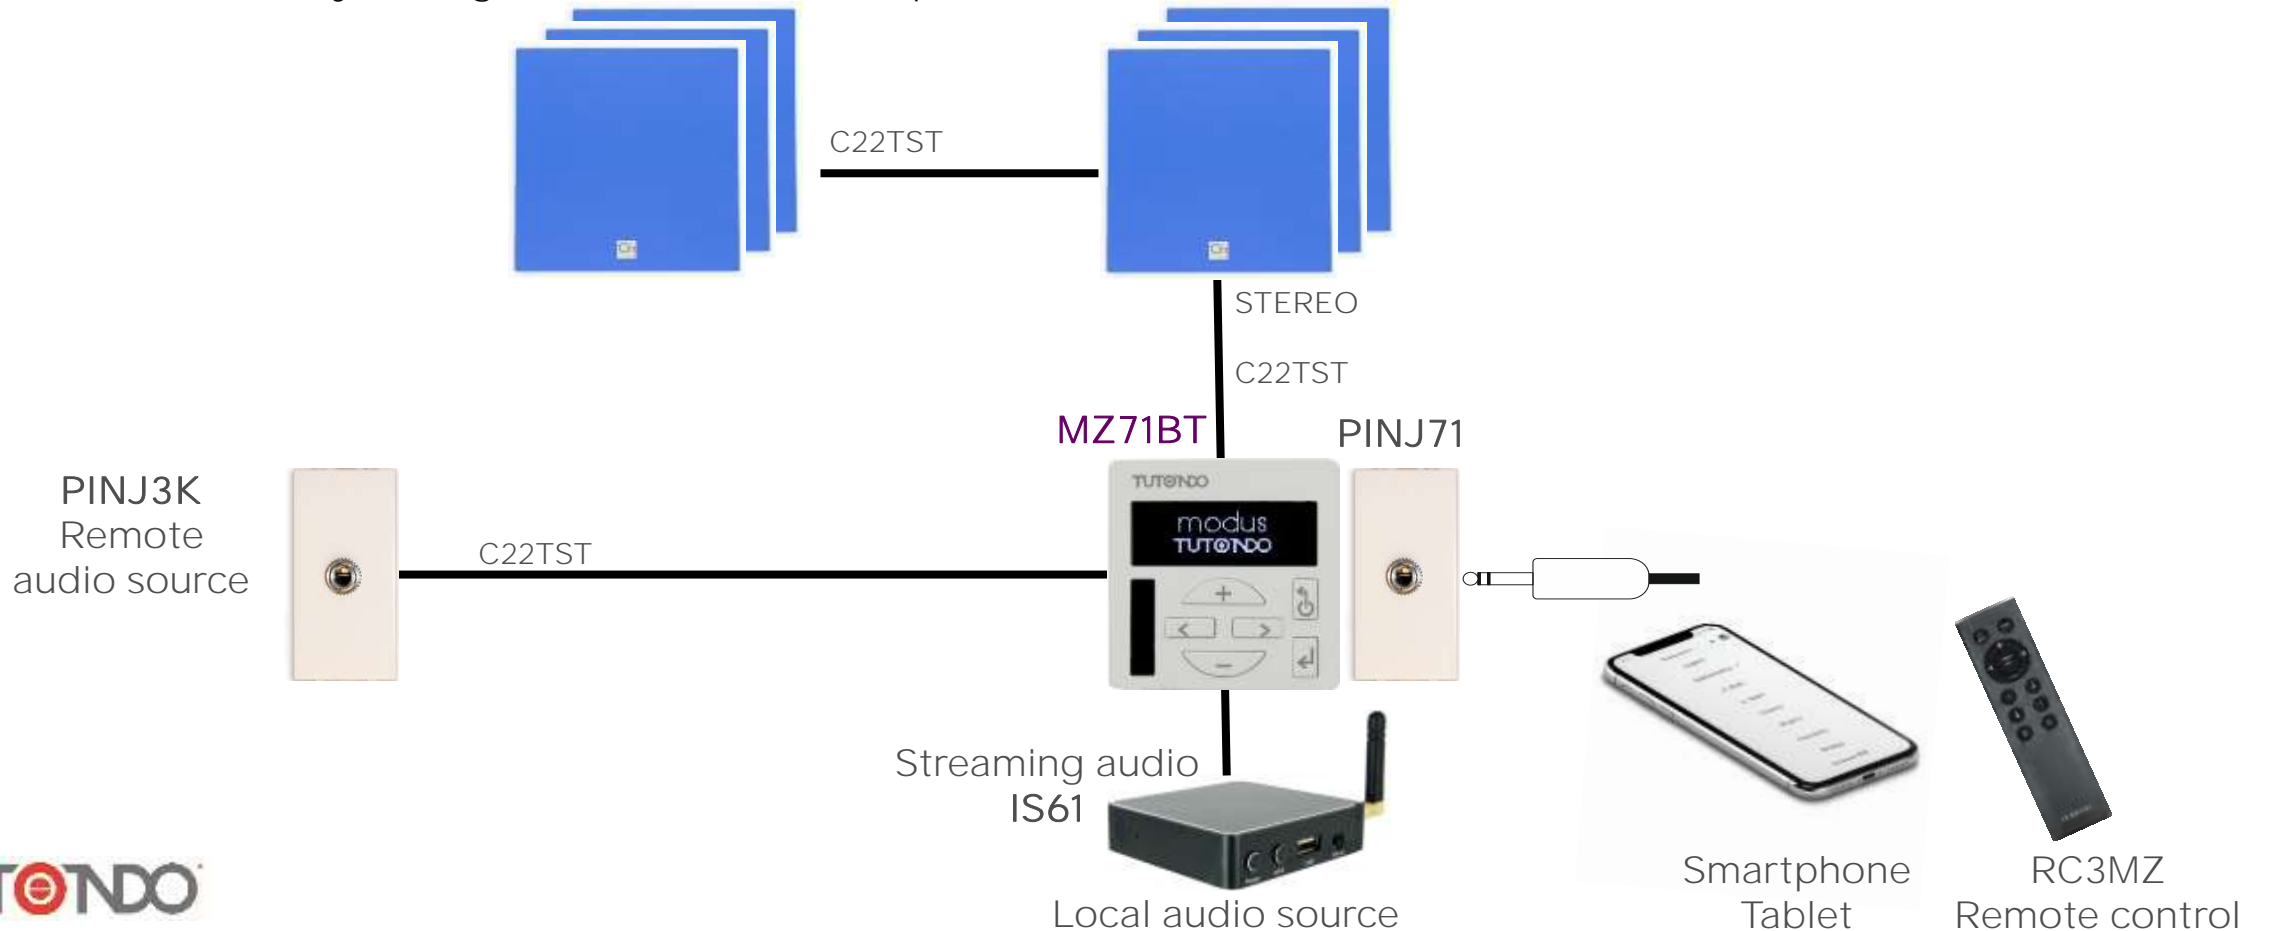 C22TST
STEREO
C22TST
MZ71BT
PINJ71
TUTONDO
modus
TUTONDO
PINJ3K
Remote
audio source
C22TST
Streaming audio
IS61
Local audio source
Smartphone
Tablet
RC3MZ
Remote control
TONDO